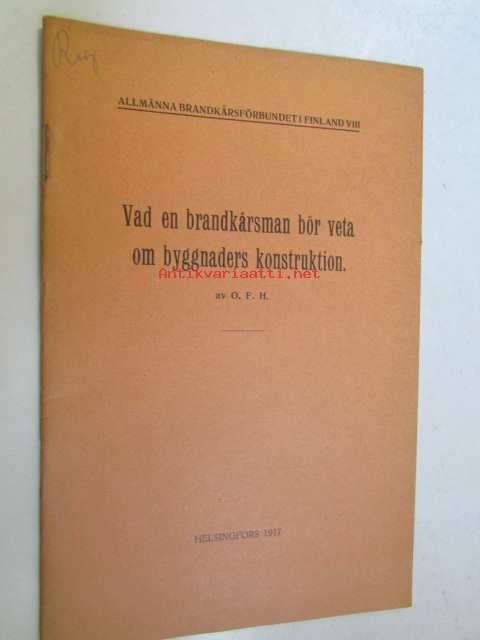 ALLMÄNNA BRANDKÅRSFÖRBUNDET I FINLAND VIII
Vad en brandkårsman bör veta
om byggnaders konstruktion.
Antikvariaatti.net
av O. F. H.
HELSINGFORS 1917